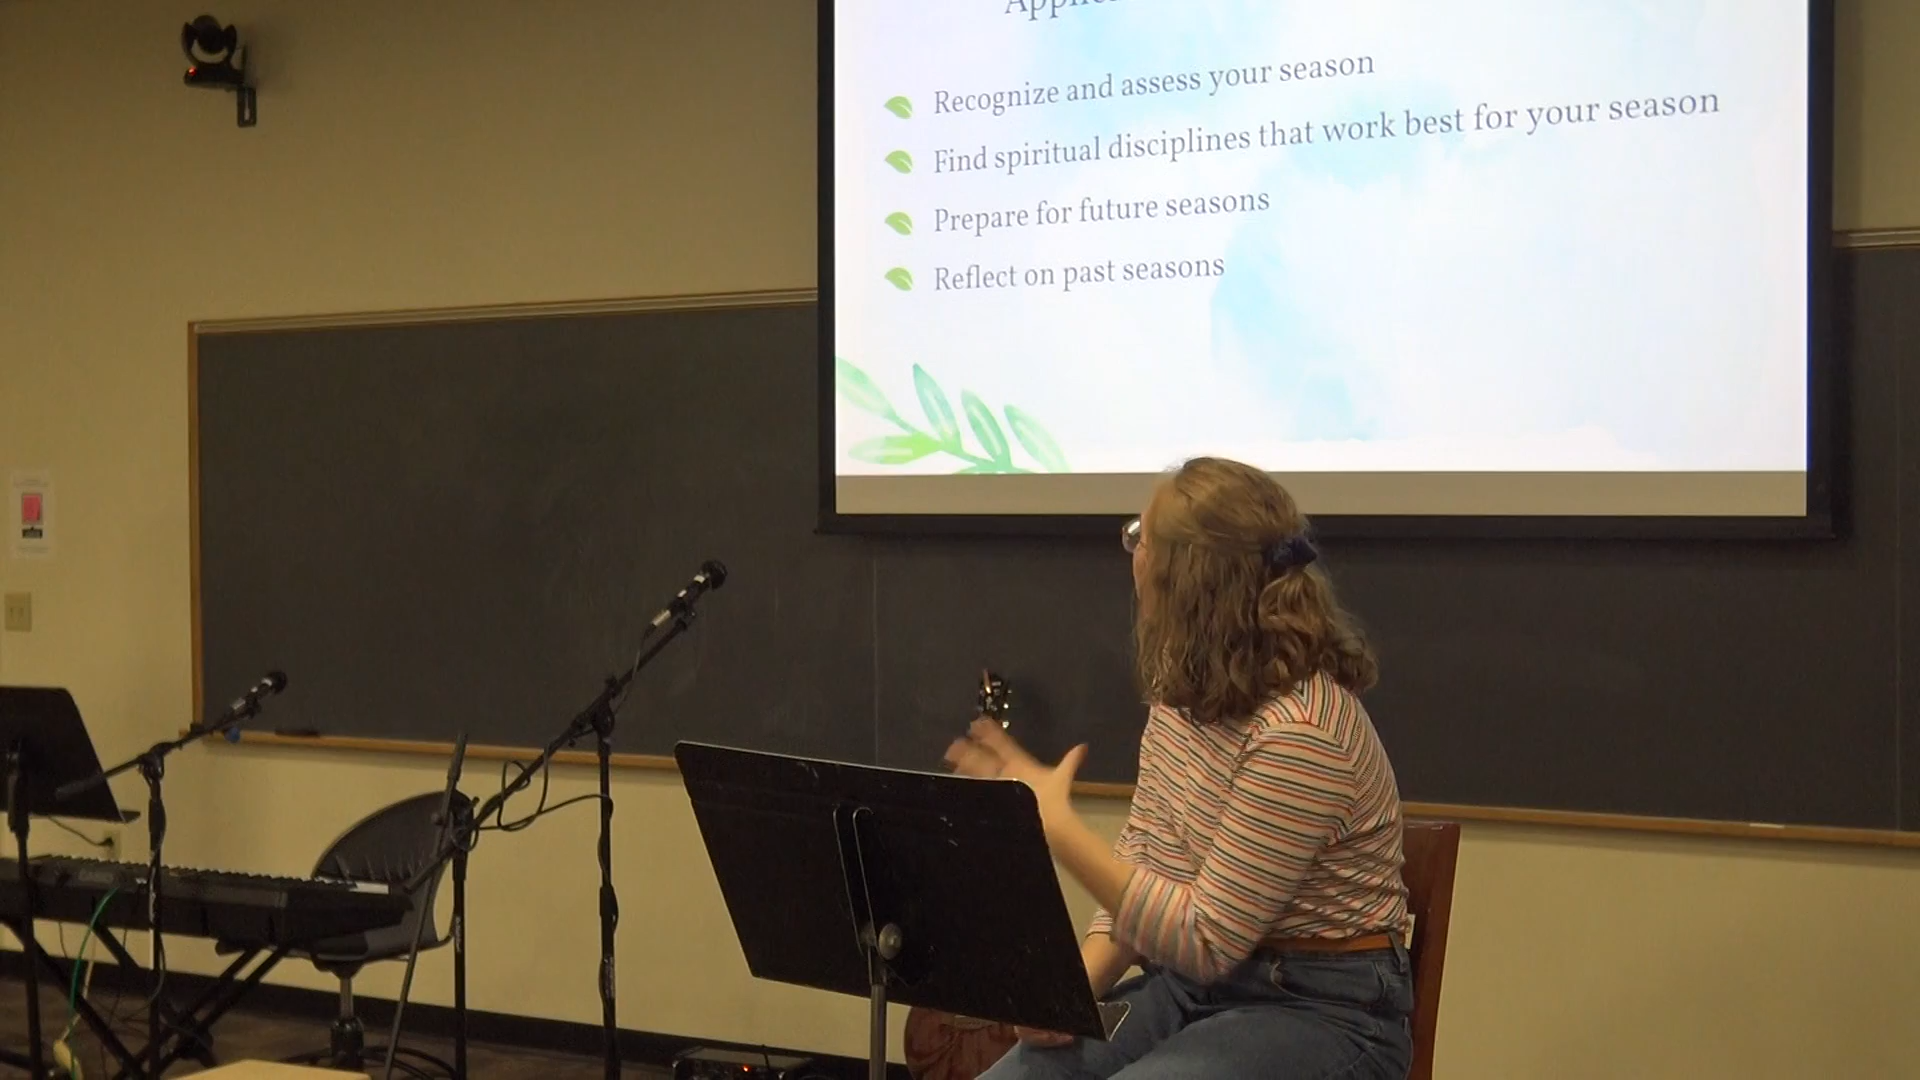 Recognize and assess your season
Find spiritual disciplines that work best for your season
Prepare for future seasons
Reflect on past seasons